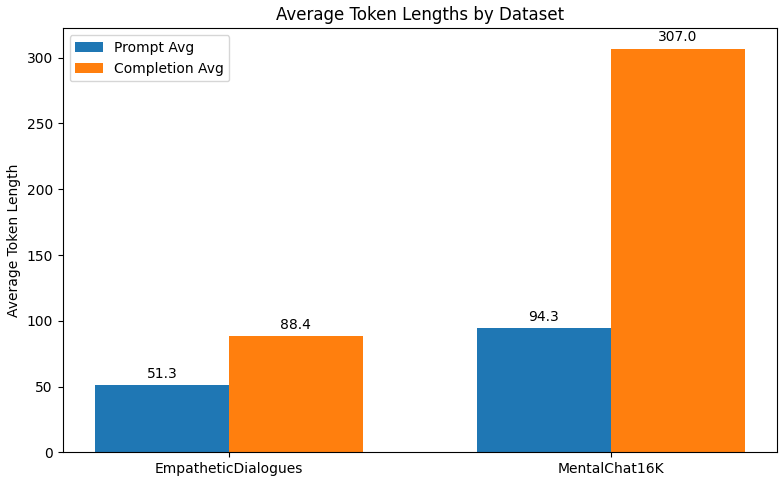 Average Token Lengths by Dataset
Prompt Avg
Completion Avg
Average Token Length
300
250
200
150
100
50
0
51.3
88.4
94.3
307.0
EmpatheticDialogues
MentalChat16K